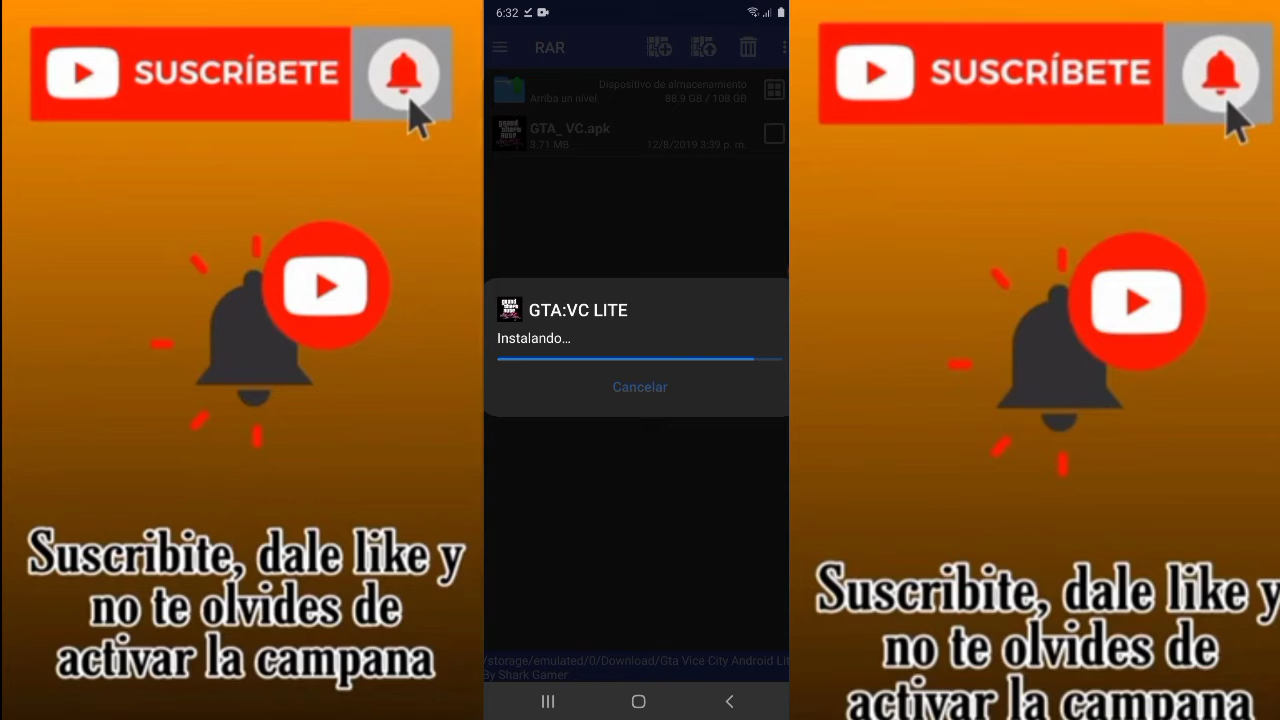 SUSCRÍBETE
Suscribite, dale like y
no te olvides de
activar la campana
6:32
RAR
Dispositivo de almacenamiento
Arriba un nivel 88.9 GB / 108 GB
GTA_ VC.apk
3.71 MB 12/8/2019 3:39 p. m.
GTA:VC LITE
Instalando...
Cancelar
/storage/emulated/0/Download/Gta Vice City Android Lit
By Shark Gamer
SUSCRÍBETE
Suscribite, dale like y
no te olvides de
activar la campana